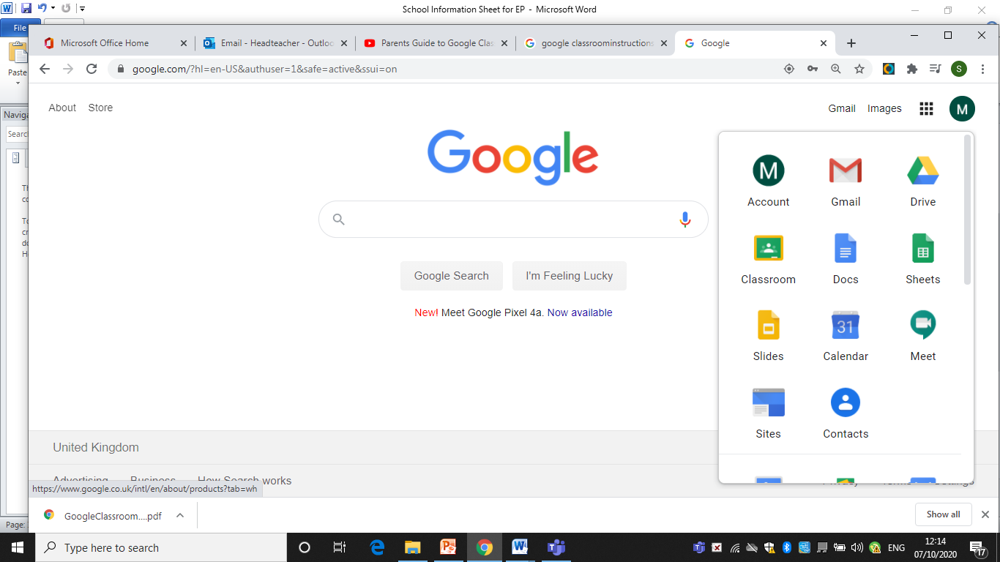 School Information Sheet for EP - Microsoft Word
File
Microsoft Office Home
Email - Headteacher - Outloo
Parents Guide to Google Clas
google classroominstructions
Google
Paste
google.com/?hl=en-US&authuser=1&safe=active&ssui=on
S
About Store
Gmail Images
M
Naviga
Searc
Google
M
Account Gmail Drive
Classroom Docs Sheets
Google Search I'm Feeling Lucky
New! Meet Google Pixel 4a. Now available
31
Slides Calendar Meet
Sites Contacts
United Kingdom
Advertising Business How Search works
Privacy Terms Settings
https://www.google.co.uk/intl/en/about/products?tab=wh
GoogleClassroom....pdf
Show all
Page:
Type here to search
ENG
12:14
07/10/2020
17